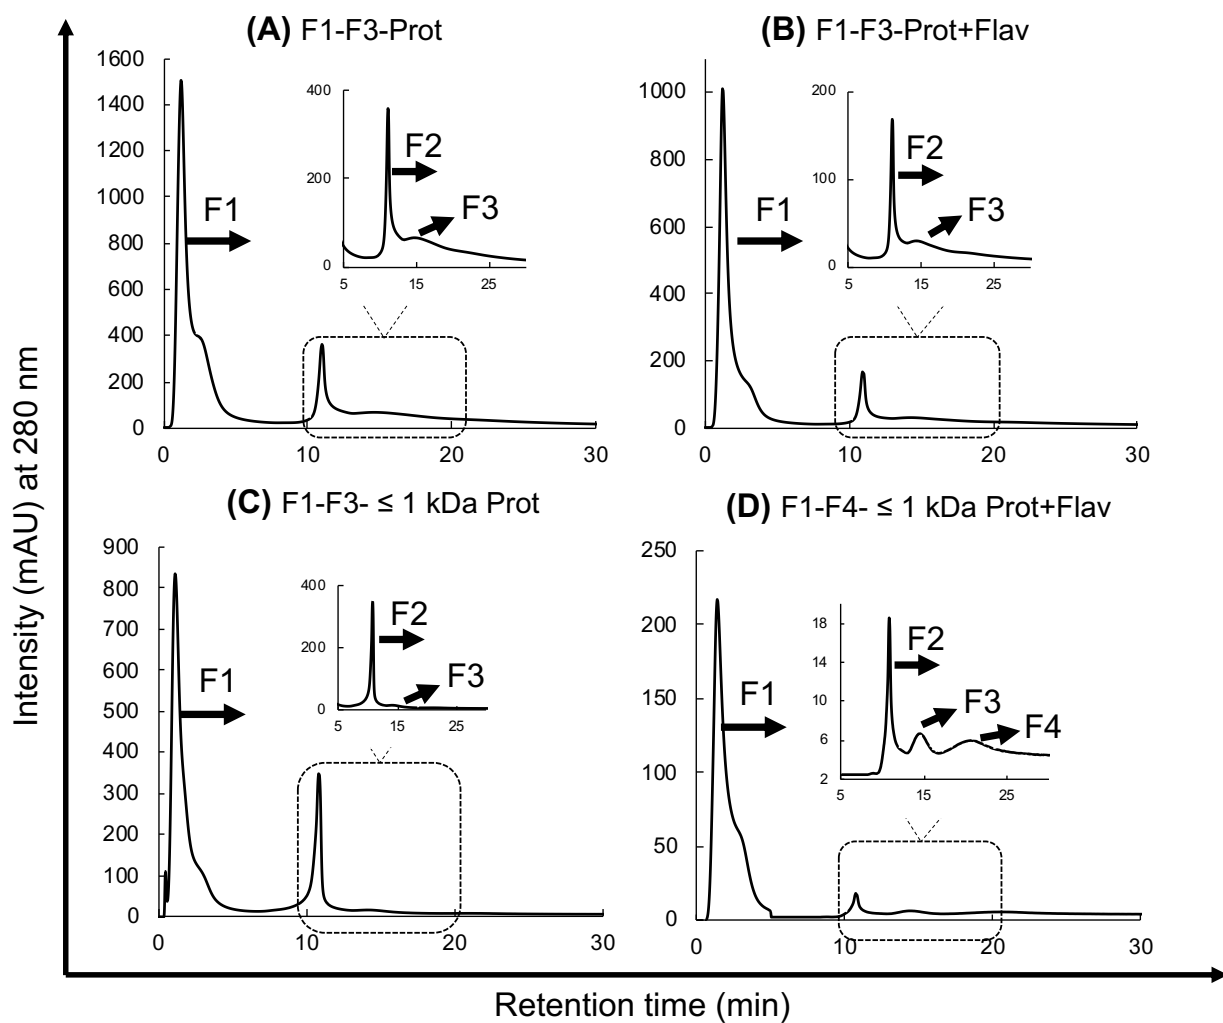 Intensity (mAU) at 280 nm
(A) F1-F3-Prot
1600
1400
1200
1000
800
600
400
200
0
0 10 20 30
F1
400
200
0
5 15 25
F2
F3
(B) F1-F3-Prot+Flav
1000
800
600
400
200
0
0 10 20 30
F1
200
100
0
5 15 25
F2
F3
(C) F1-F3- ≤ 1 kDa Prot
900
800
700
600
500
400
300
200
100
0
0 10 20 30
F1
400
200
0
5 15 25
F2
F3
(D) F1-F4- ≤ 1 kDa Prot+Flav
250
200
150
100
50
0
0 10 20 30
F1
18
14
10
6
2
5 15 25
F2
F3
F4
Retention time (min)